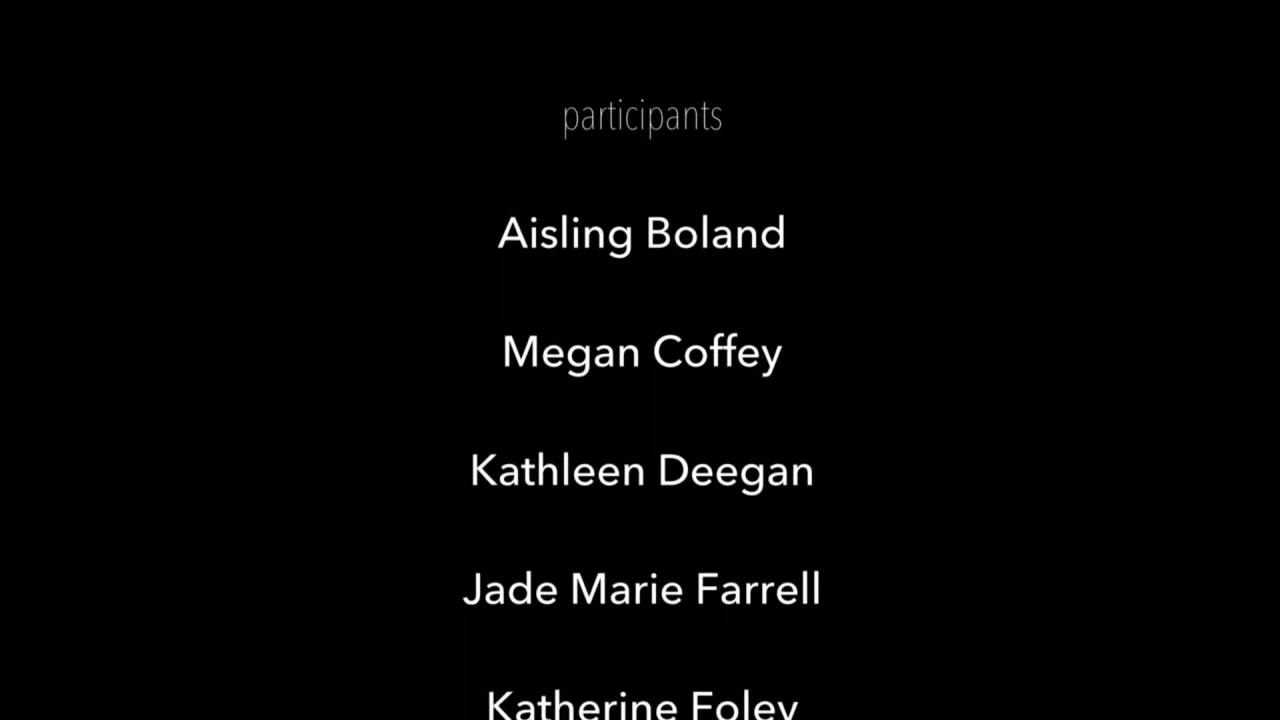 participants
Aisling Boland
Megan Coffey
Kathleen Deegan
Jade Marie Farrell
Katherine Foley